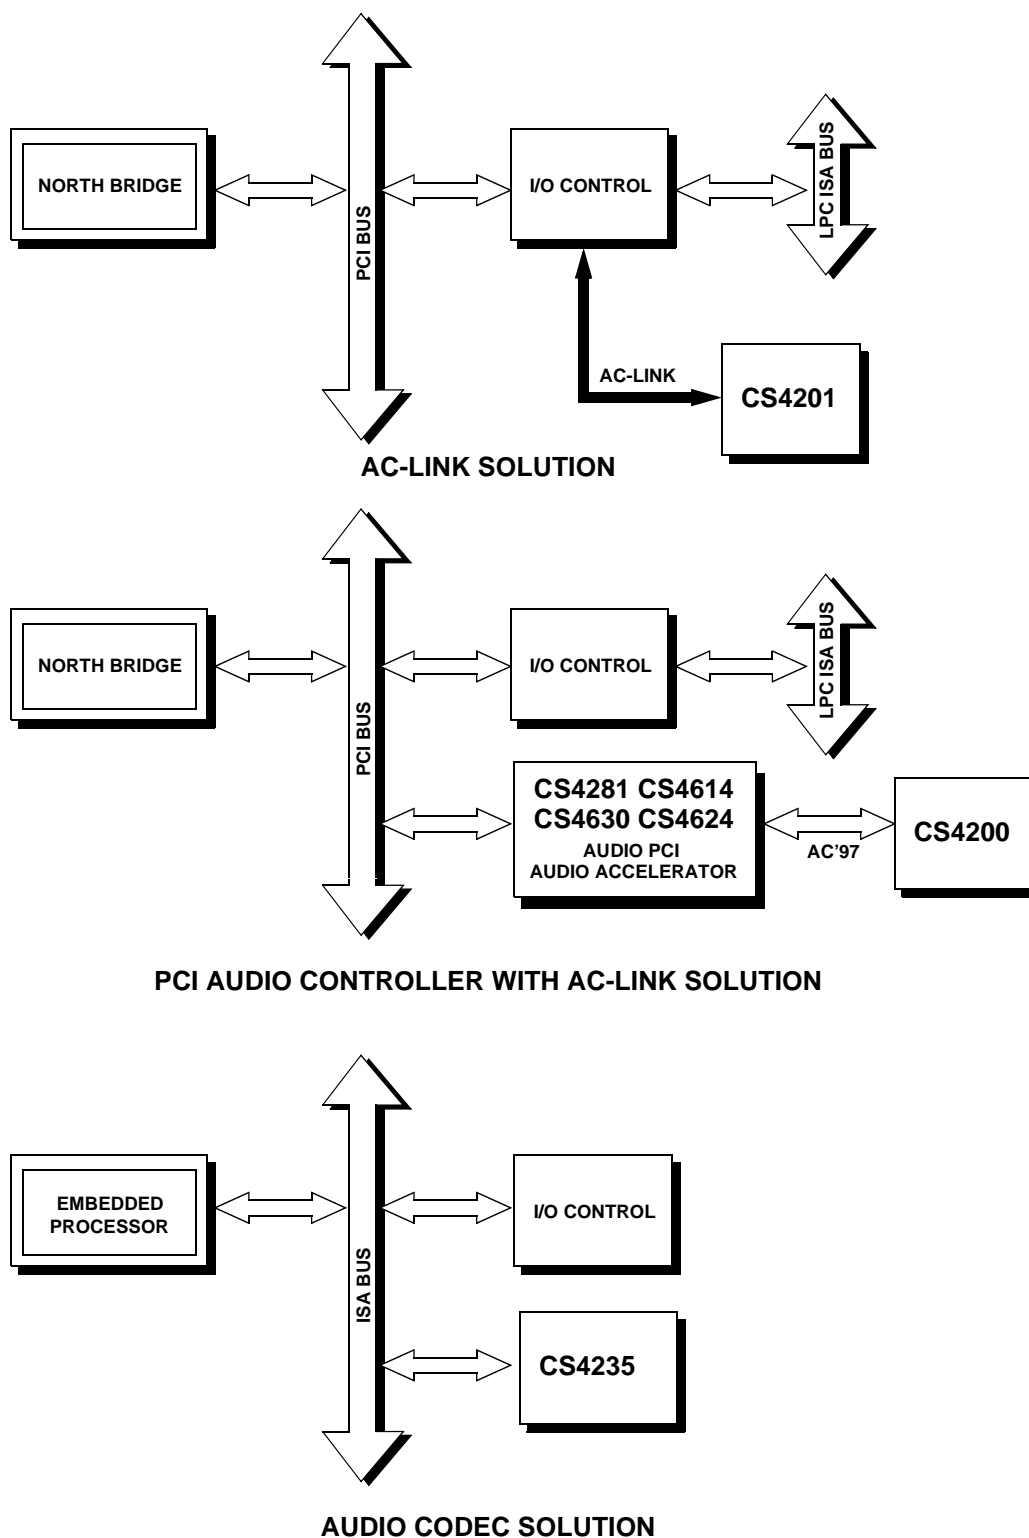 NORTH BRIDGE
PCI BUS
I/O CONTROL
LPC ISA BUS
AC-LINK
CS4201
AC-LINK SOLUTION
NORTH BRIDGE
PCI BUS
I/O CONTROL
LPC ISA BUS
CS4281 CS4614
CS4630 CS4624
AUDIO PCI
AUDIO ACCELERATOR
AC’97
CS4200
PCI AUDIO CONTROLLER WITH AC-LINK SOLUTION
EMBEDDED
PROCESSOR
ISA BUS
I/O CONTROL
CS4235
AUDIO CODEC SOLUTION